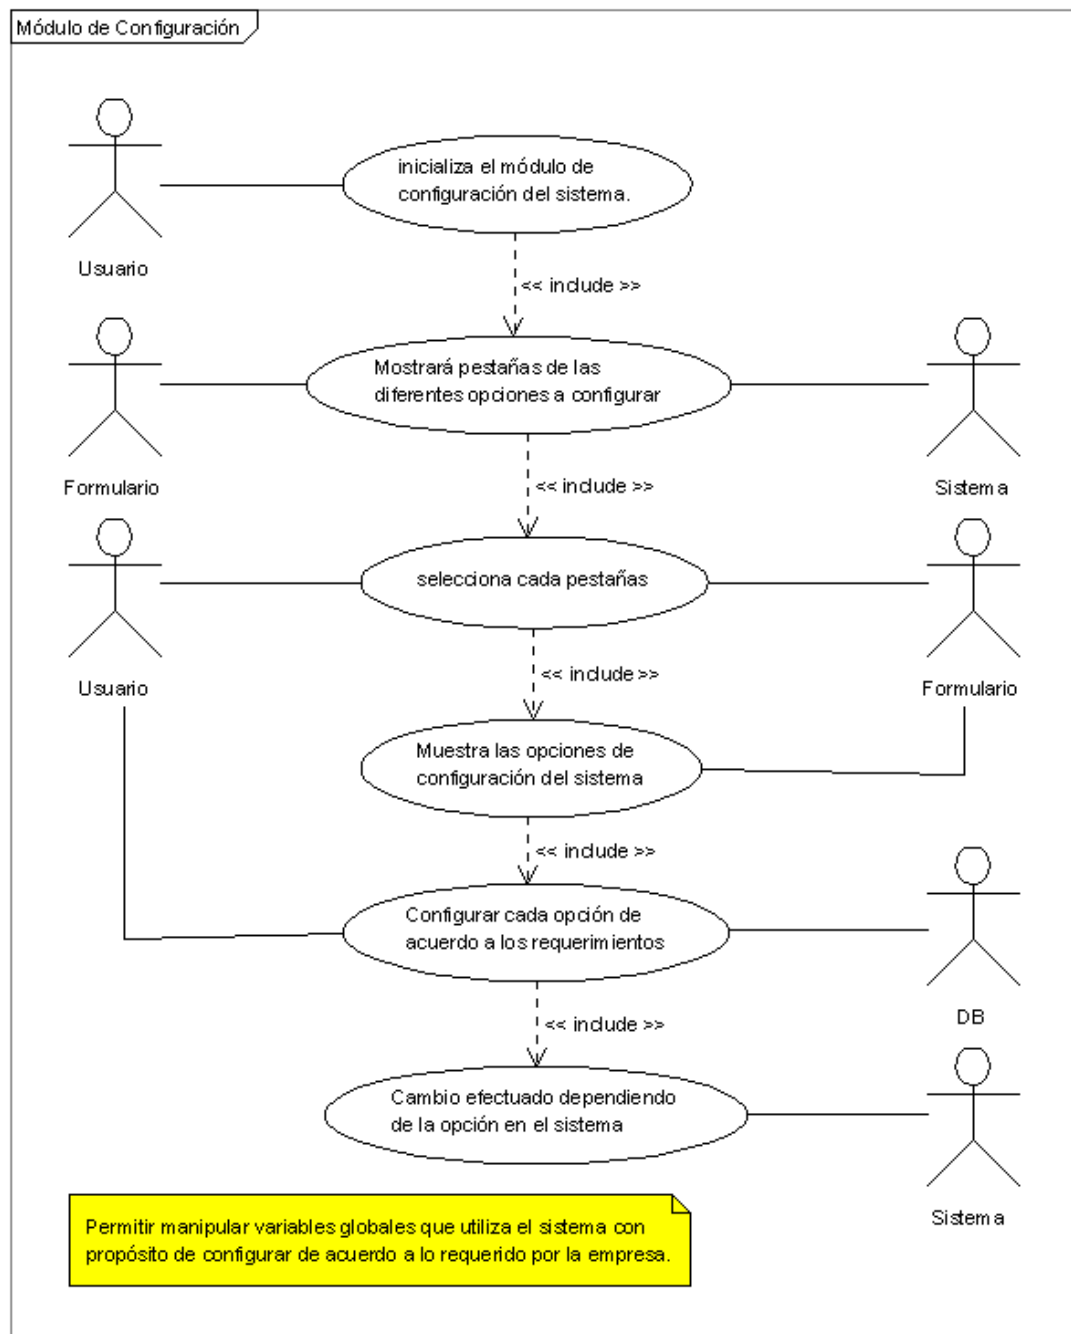 Módulo de Configuración
inicializa el módulo de
configuración del sistema.
Usuario
<< include >>
Mostrará pestañas de las
diferentes opciones a configurar
Formulario
Sistema
<< include >>
selecciona cada pestañas
Usuario
Formulario
<< include >>
Muestra las opciones de
configuración del sistema
<< include >>
Configurar cada opción de
acuerdo a los requerimientos
DB
<< include >>
Cambio efectuado dependiendo
de la opción en el sistema
Sistema
Permitir manipular variables globales que utiliza el sistema con
propósito de configurar de acuerdo a lo requerido por la empresa.